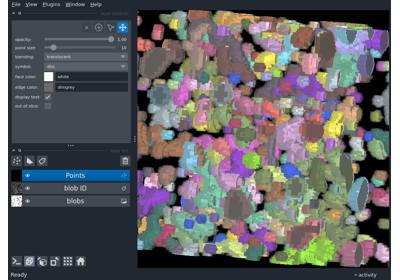 File View Plugins Window Help
opacity: 1.00
point size: 10
blending: translucent
symbol: disc
face color: white
edge color: dimgrey
display text:
out of slice:
Points
blob ID
blobs
Ready
activity